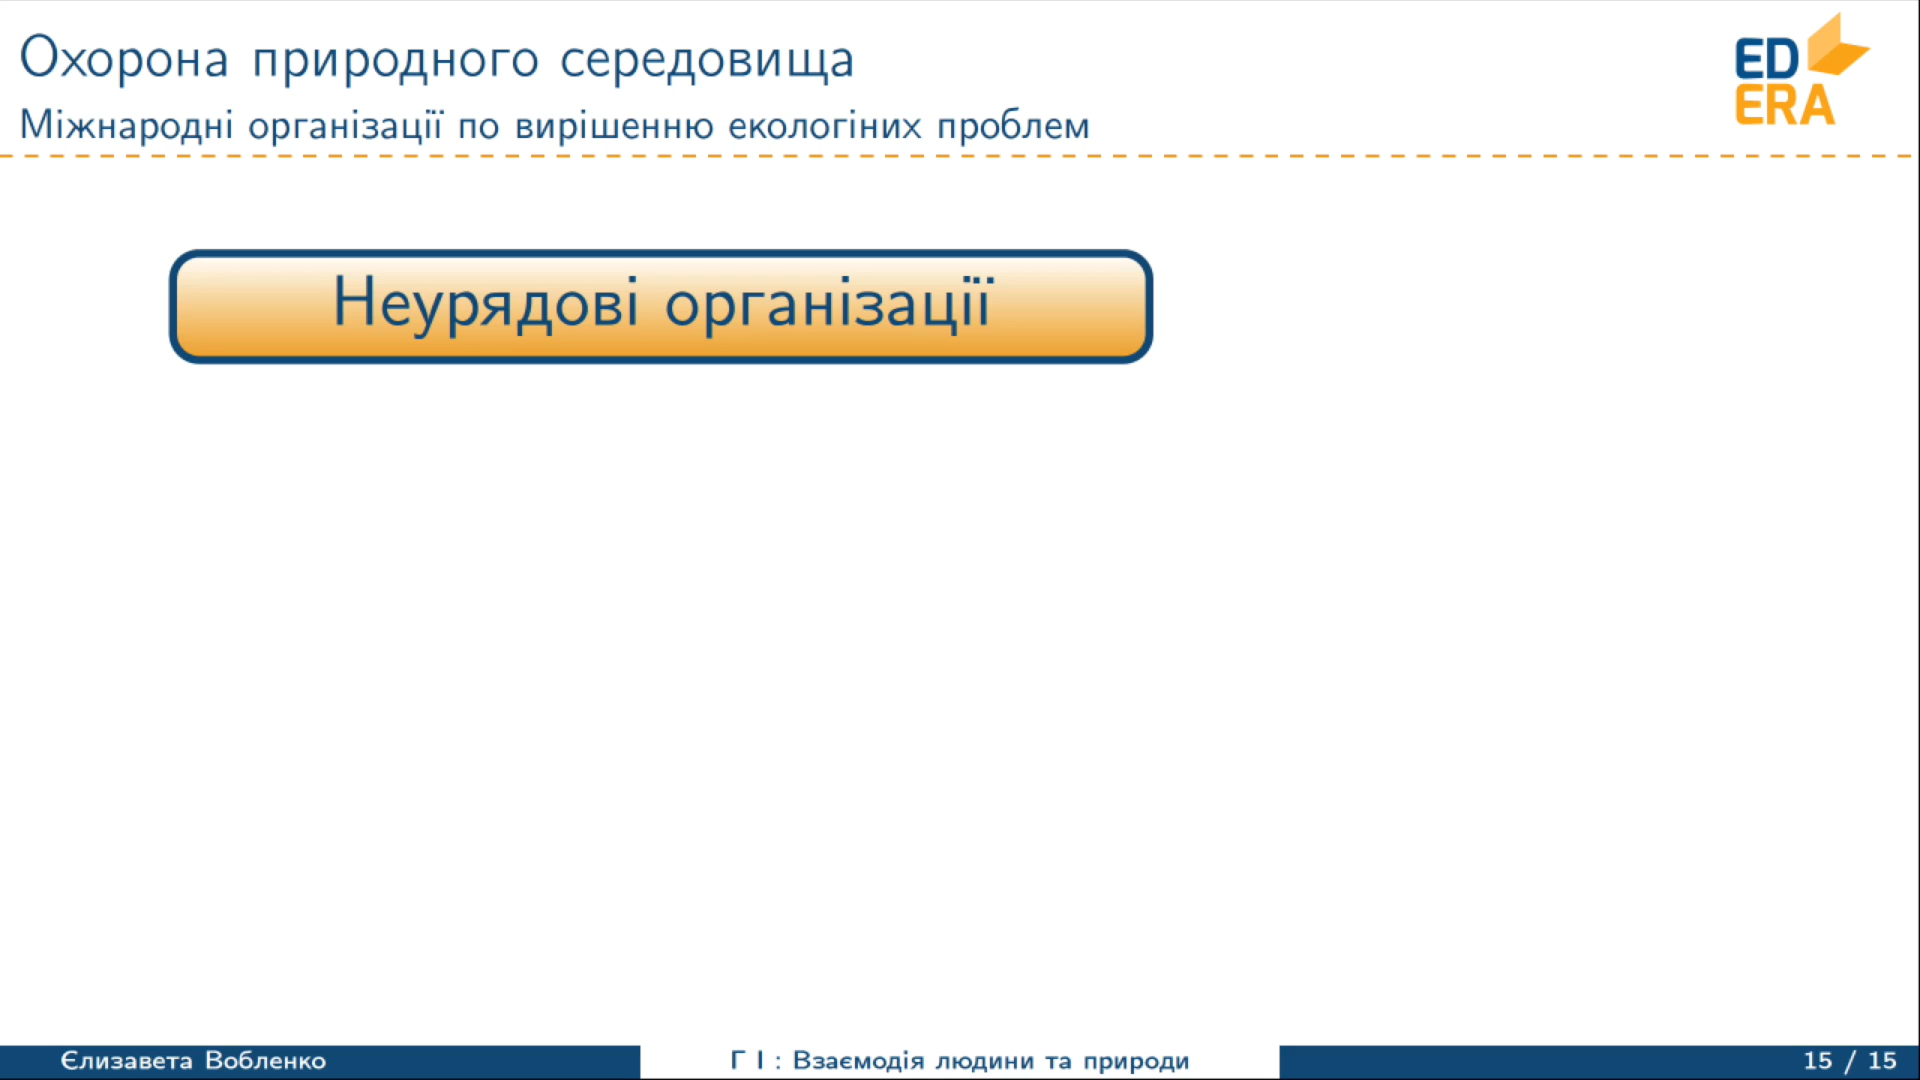 Охорона природного середовища
Міжнародні організації по вирішенню екологіних проблем
ED
ERA
Неурядові організації
Єлизавета Вобленко
Г І : Взаємодія людини та природи
15 / 15